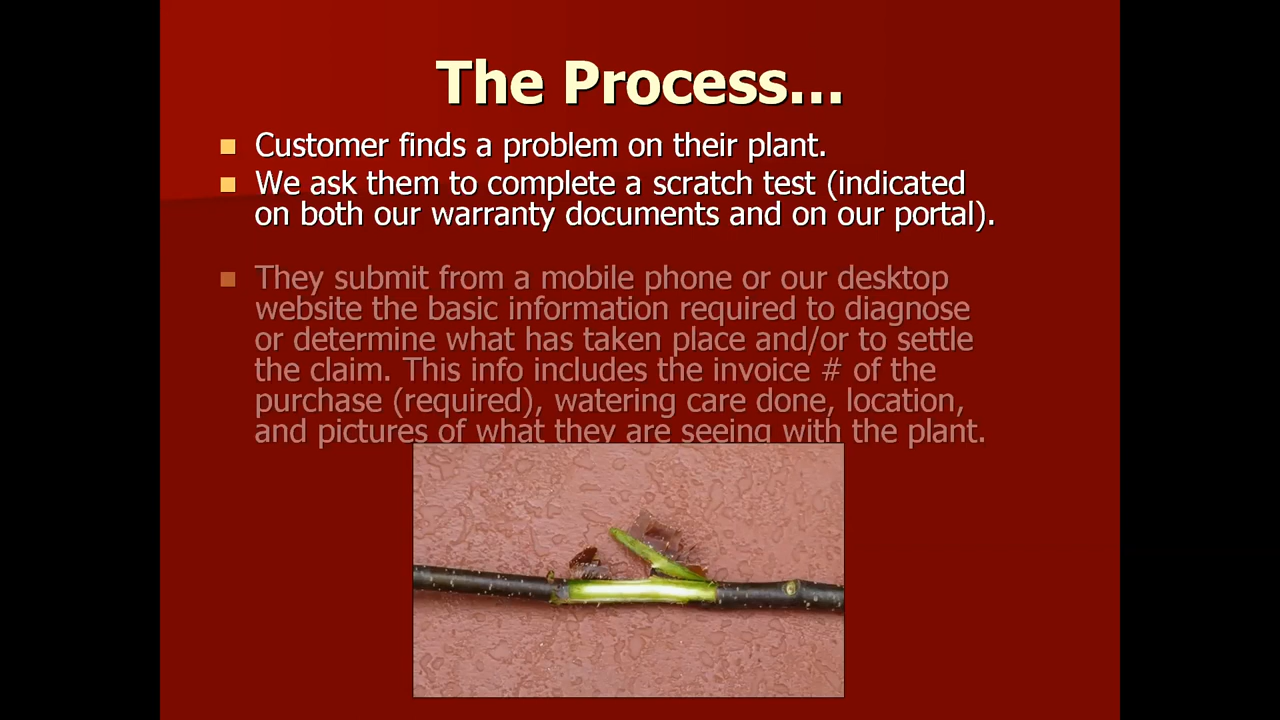 The Process...
Customer finds a problem on their plant.
We ask them to complete a scratch test (indicated
on both our warranty documents and on our portal).
They submit from a mobile phone or our desktop
website the basic information required to diagnose
or determine what has taken place and/or to settle
the claim. This info includes the invoice # of the
purchase (required), watering care done, location,
and pictures of what they are seeing with the plant.